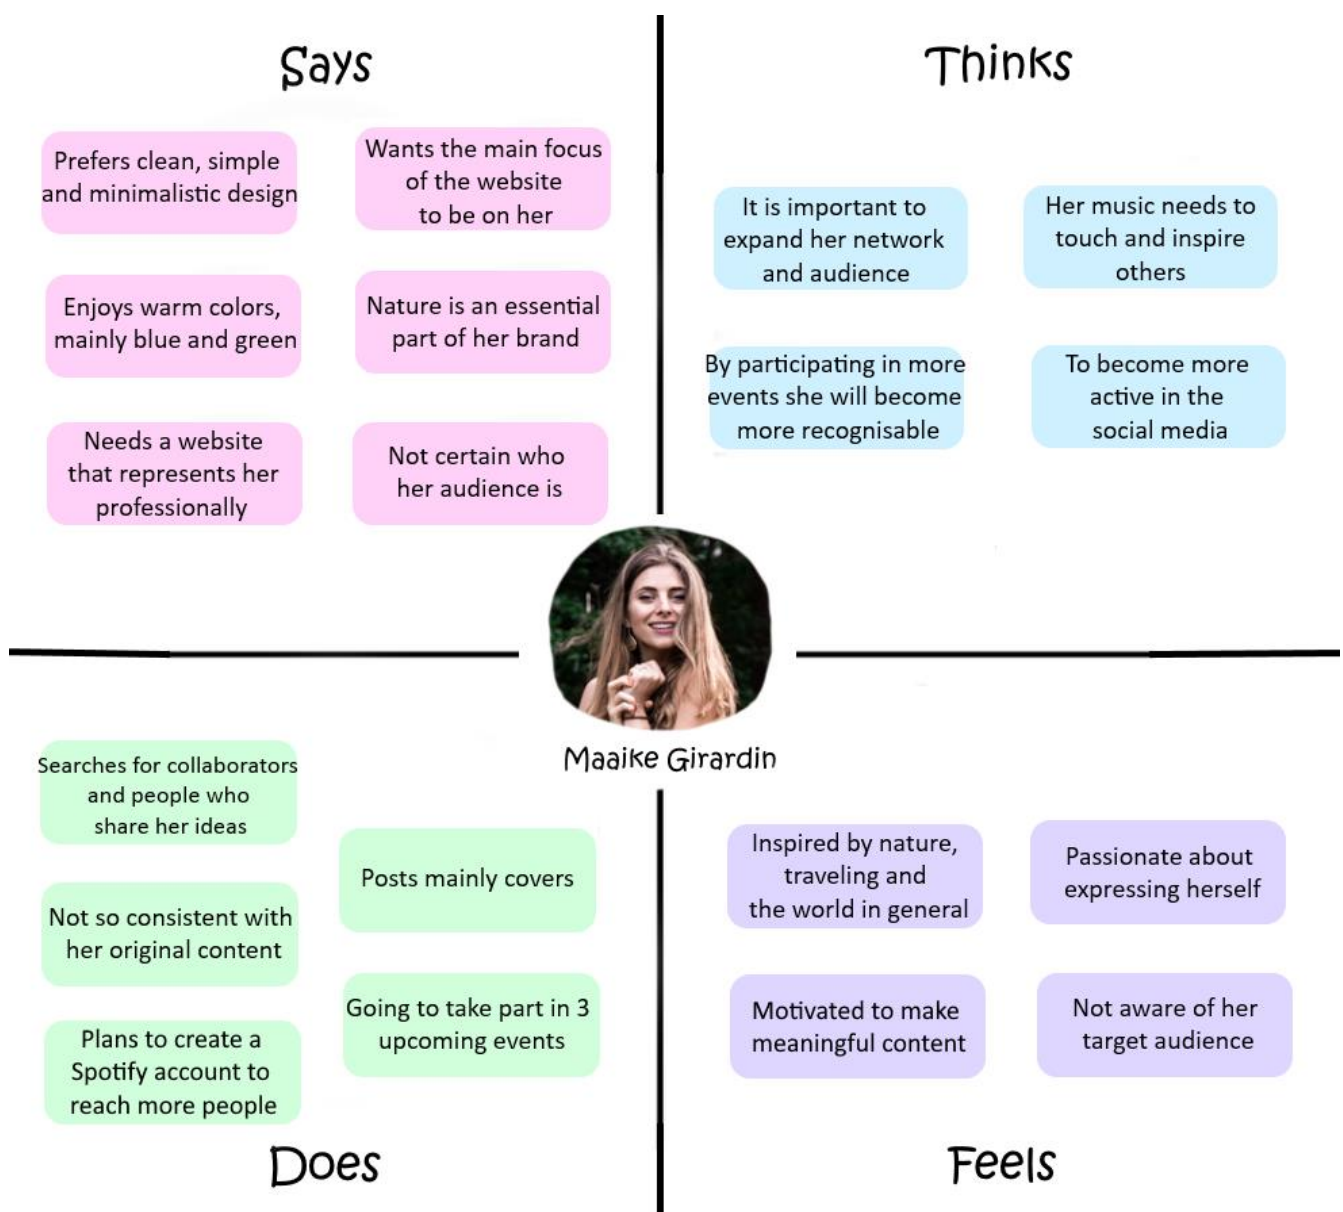 Says
Prefers clean, simple
and minimalistic design
Wants the main focus
of the website
to be on her
Enjoys warm colors,
mainly blue and green
Nature is an essential
part of her brand
Needs a website
that represents her
professionally
Not certain who
her audience is
Thinks
It is important to
expand her network
and audience
Her music needs to
touch and inspire
others
By participating in more
events she will become
more recognisable
To become more
active in the
social media
Maaike Girardin
Searches for collaborators
and people who
share her ideas
Posts mainly covers
Not so consistent with
her original content
Going to take part in 3
upcoming events
Plans to create a
Spotify account to
reach more people
Does
Inspired by nature,
traveling and
the world in general
Passionate about
expressing herself
Motivated to make
meaningful content
Not aware of her
target audience
Feels